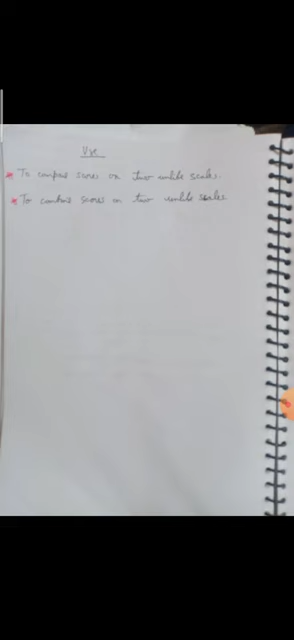 Use
* To compare scores on two unlike scales.
* To combine scores on two unlike scales.